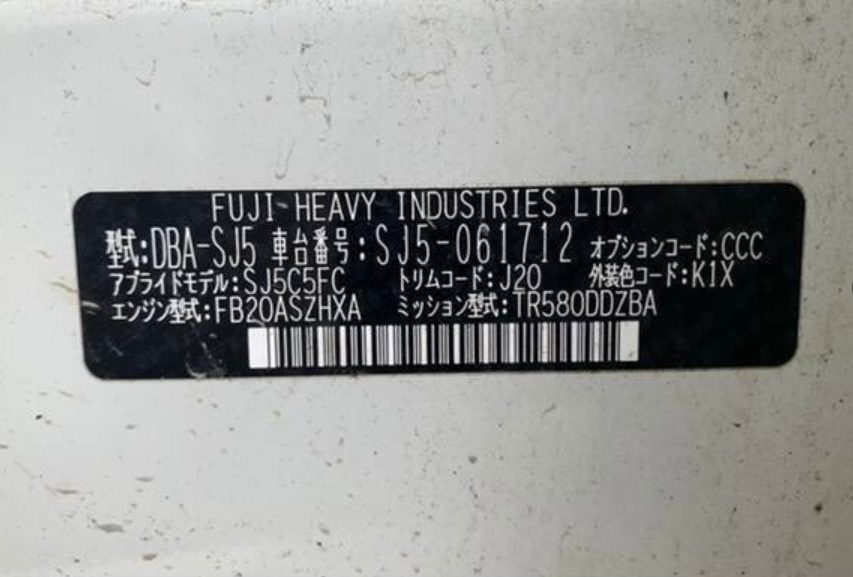 FUJI HEAVY INDUSTRIES LTD.
型式:DBA-SJ5 車台番号:SJ5-061712 オプションコード:CCC
アプライドモデル:SJ5C5FC トリムコード:J20 外装色コード:K1X
エンジン型式:FB20ASZHXA ミッション型式:TR580DDZBA